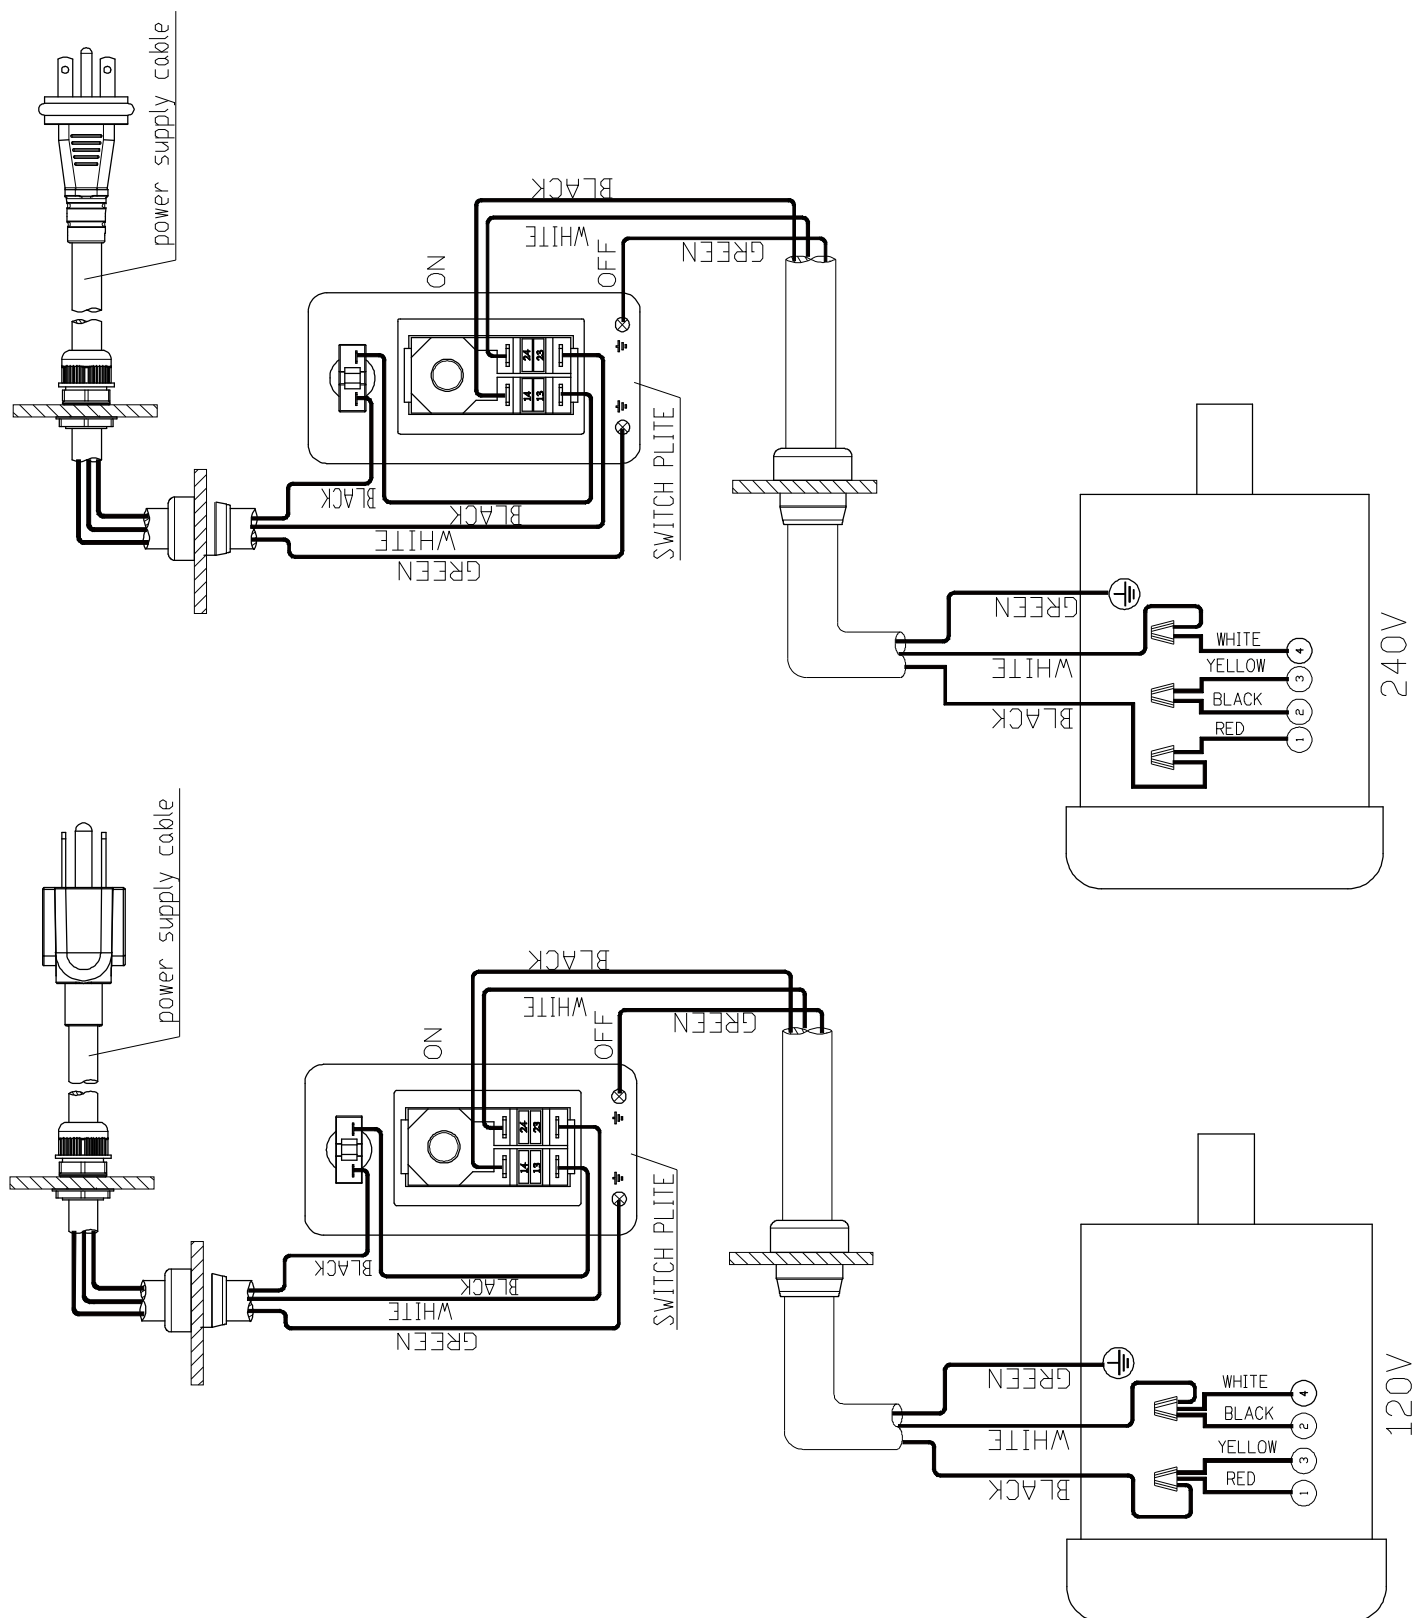 power supply cable
ON
OFF
BLACK
WHITE
GREEN
24
23
14
13
SWITCH PLITE
BLACK
BLACK
WHITE
GREEN
GREEN
WHITE
BLACK
WHITE
4
YELLOW
3
BLACK
2
RED
1
240V
power supply cable
ON
OFF
BLACK
WHITE
GREEN
24
23
14
13
SWITCH PLITE
BLACK
BLACK
WHITE
GREEN
GREEN
WHITE
BLACK
WHITE
4
BLACK
2
YELLOW
3
RED
1
120V